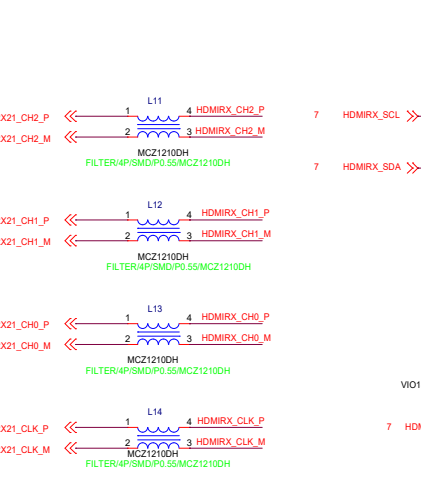 L11
X21_CH2_P 1 4 HDMIRX_CH2_P 7 HDMIRX_SCL
X21_CH2_M 2 3 HDMIRX_CH2_M
MCZ1210DH
FILTER/4P/SMD/P0.55/MCZ1210DH
7 HDMIRX_SDA
L12
X21_CH1_P 1 4 HDMIRX_CH1_P
X21_CH1_M 2 3 HDMIRX_CH1_M
MCZ1210DH
FILTER/4P/SMD/P0.55/MCZ1210DH
L13
X21_CH0_P 1 4 HDMIRX_CH0_P
X21_CH0_M 2 3 HDMIRX_CH0_M
MCZ1210DH
FILTER/4P/SMD/P0.55/MCZ1210DH
VIO1
L14
X21_CLK_P 1 4 HDMIRX_CLK_P 7 HDM
X21_CLK_M 2 3 HDMIRX_CLK_M
MCZ1210DH
FILTER/4P/SMD/P0.55/MCZ1210DH